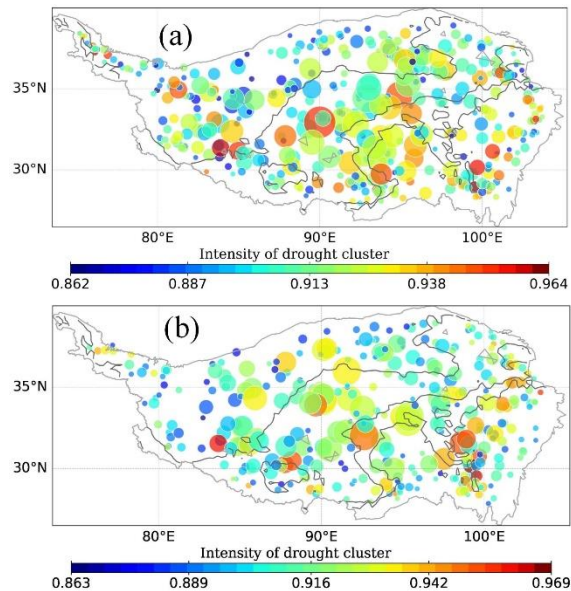 (a)
35°N
30°N
80°E 90°E 100°E
Intensity of drought cluster
0.862 0.887 0.913 0.938 0.964
(b)
35°N
30°N
80°E 90°E 100°E
Intensity of drought cluster
0.863 0.889 0.916 0.942 0.969